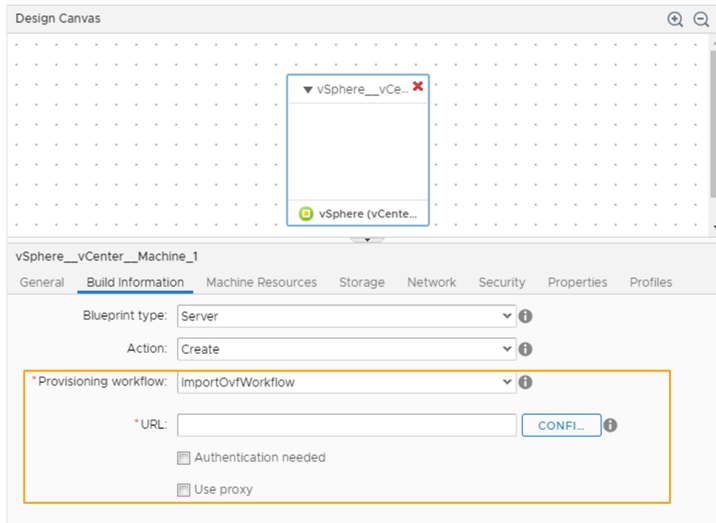 Design Canvas
vSphere__vCe...
vSphere (vCente...
vSphere__vCenter__Machine_1
General Build Information Machine Resources Storage Network Security Properties Profiles
Blueprint type: Server
Action: Create
*Provisioning workflow: ImportOvfWorkflow
*URL: CONFI...
Authentication needed
Use proxy